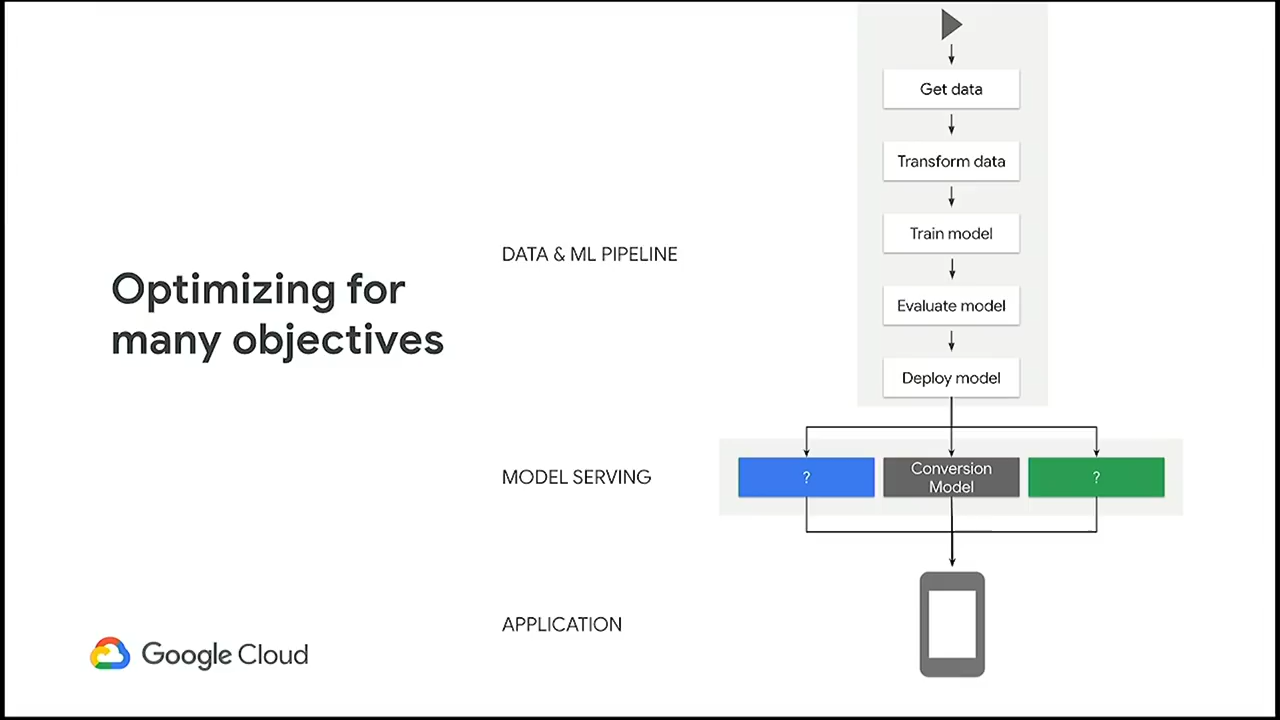 Optimizing for
many objectives
DATA & ML PIPELINE
Get data
Transform data
Train model
Evaluate model
Deploy model
MODEL SERVING
?
Conversion
Model
?
APPLICATION
Google Cloud